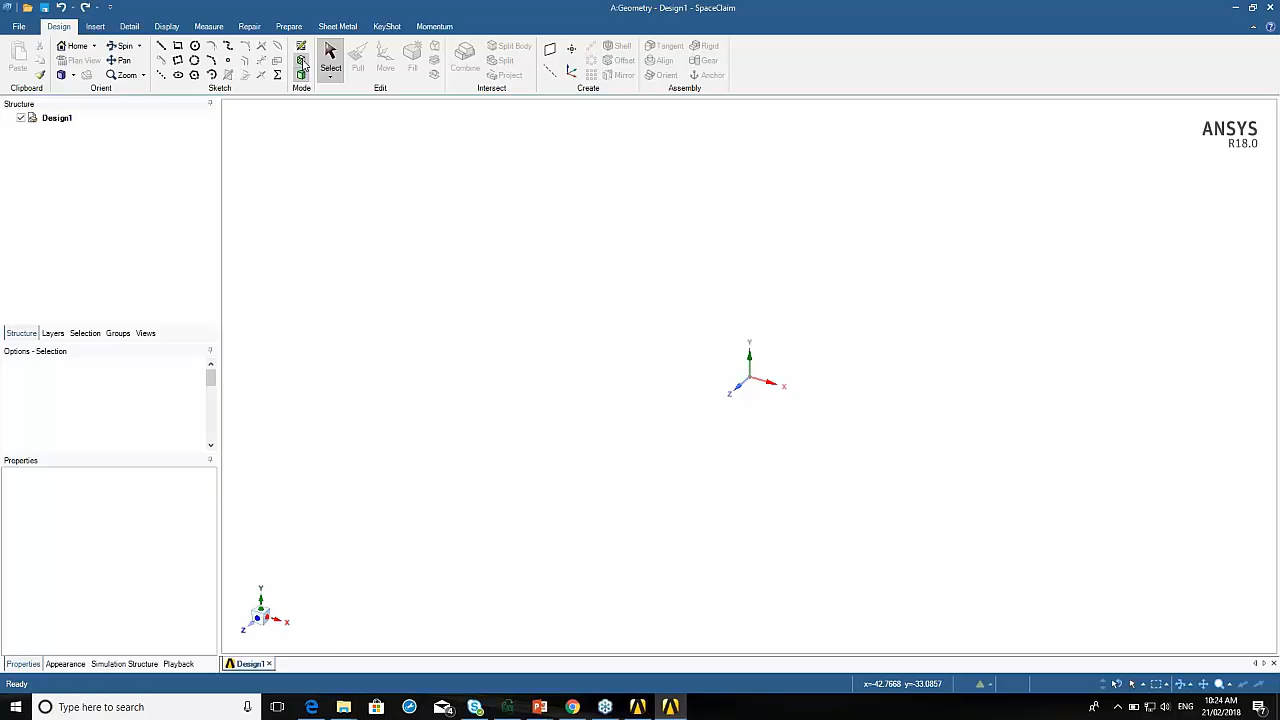 A:Geometry - Design1 - SpaceClaim
File Design Insert Detail Display Measure Repair Prepare Sheet Metal KeyShot Momentum
Paste
Home Spin
Plan View Pan
Zoom
Select Pull Move Fill
Combine
Split Body
Split
Project
Shell
Offset
Mirror
Tangent Rigid
Align Gear
Orient Anchor
Clipboard Orient Sketch Mode Edit Intersect Create Assembly
Structure
Design1
ANSYS
R18.0
Structure Layers Selection Groups Views
Options - Selection
Properties
Y
X
Z
Y
X
Z
Properties Appearance Simulation Structure Playback
Design1
Ready
x=-42.7668 y=-33.0857
Type here to search
ENG
10:24 AM
21/02/2018